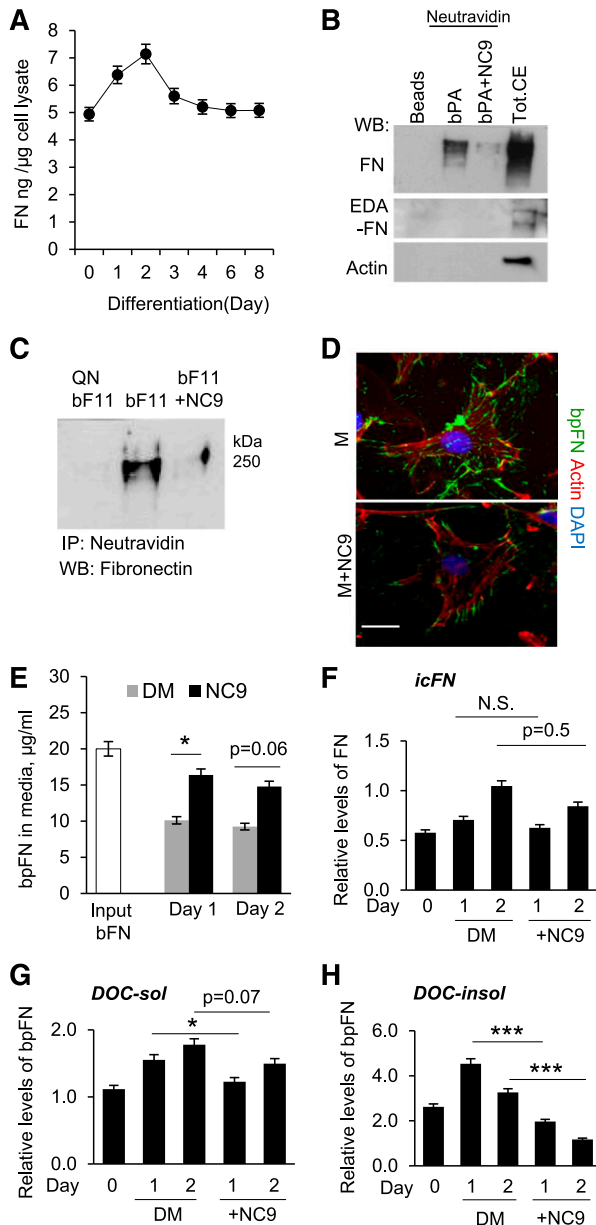 A
FN ng /µg cell lysate
8
7
6
5
4
3
2
1
0
0 1 2 3 4 6 8
Differentiation(Day)
B
Neutravidin
Beads
bPA
bPA+NC9
Tot.CE
WB:
FN
EDA
-FN
Actin
C
QN
bF11
bF11
bF11
+NC9
kDa
250
IP: Neutravidin
WB: Fibronectin
D
M
M+NC9
bpFN Actin DAPI
E
DM NC9
bpFN in media, µg/ml
30
25
20
15
10
5
0
*
p=0.06
Input
bFN
Day 1
Day 2
F
icFN
N.S.
p=0.5
Relative levels of FN
1.5
1.0
0.5
0.0
Day 0 1 2 1 2
DM +NC9
G
DOC-sol
p=0.07
*
Relative levels of bpFN
2.0
1.0
0.0
Day 0 1 2 1 2
DM +NC9
H
DOC-insol
***
***
Relative levels of bpFN
6.0
4.0
2.0
0.0
Day 0 1 2 1 2
DM +NC9